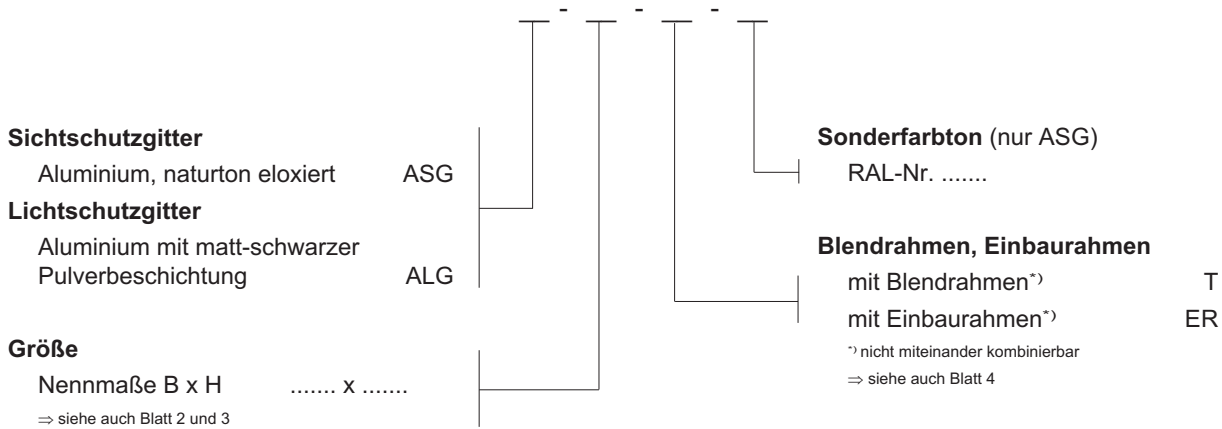 - - -
Sichtschutzgitter
Aluminium, naturton eloxiert ASG
Lichtschutzgitter
Aluminium mit matt-schwarzer
Pulverbeschichtung ALG
Größe
Nennmaße B x H ....... x .......
⇒ siehe auch Blatt 2 und 3
Sonderfarbton (nur ASG)
RAL-Nr. .......
Blendrahmen, Einbaurahmen
mit Blendrahmen*) T
mit Einbaurahmen*) ER
*) nicht miteinander kombinierbar
⇒ siehe auch Blatt 4